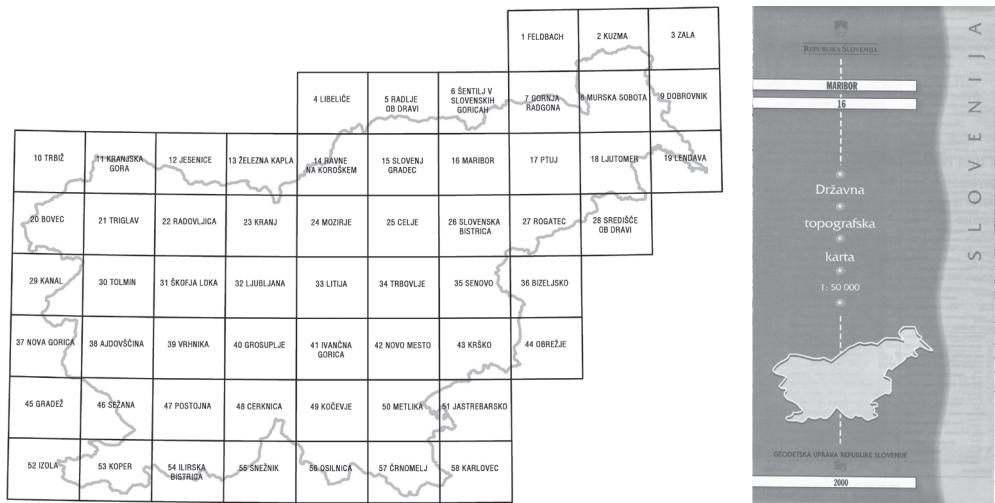 1 FELDBACH
2 KUZMA
3 ZALA
4 LIBELIČE
5 RADLJE
OB DRAVI
6 ŠENTILJ V
SLOVENSKIH
GORICAH
7 GORNJA
RADGONA
8 MURSKA SOBOTA
9 DOBROVNIK
10 TRBIŽ
11 KRANJSKA
GORA
12 JESENICE
13 ŽELEZNA KAPLA
14 RAVNE
NA KOROŠKEM
15 SLOVENJ
GRADEC
16 MARIBOR
17 PTUJ
18 LJUTOMER
19 LENDAVA
20 BOVEC
21 TRIGLAV
22 RADOVLJICA
23 KRANJ
24 MOZIRJE
25 CELJE
26 SLOVENSKA
BISTRICA
27 ROGATEC
28 SREDIŠČE
OB DRAVI
29 KANAL
30 TOLMIN
31 ŠKOFJA LOKA
32 LJUBLJANA
33 LITIJA
34 TRBOVLJE
35 SENOVO
36 BIZELJSKO
37 NOVA GORICA
38 AJDOVŠČINA
39 VRHNIKA
40 GROSUPLJE
41 IVANČNA
GORICA
42 NOVO MESTO
43 KRŠKO
44 OBREŽJE
45 GRADEŽ
46 SEŽANA
47 POSTOJNA
48 CERKNICA
49 KOČEVJE
50 METLIKA
51 JASTREBARSKO
52 IZOLA
53 KOPER
54 ILIRSKA
BISTRICA
55 SNEŽNIK
56 OSILNICA
57 ČRNOMELJ
58 KARLOVEC
REPUBLIKA SLOVENIJA
MARIBOR
16
Državna
topografska
karta
1: 50 000
GEODETSKA UPRAVA REPUBLIKE SLOVENIJE
2000
SLOVENIJA